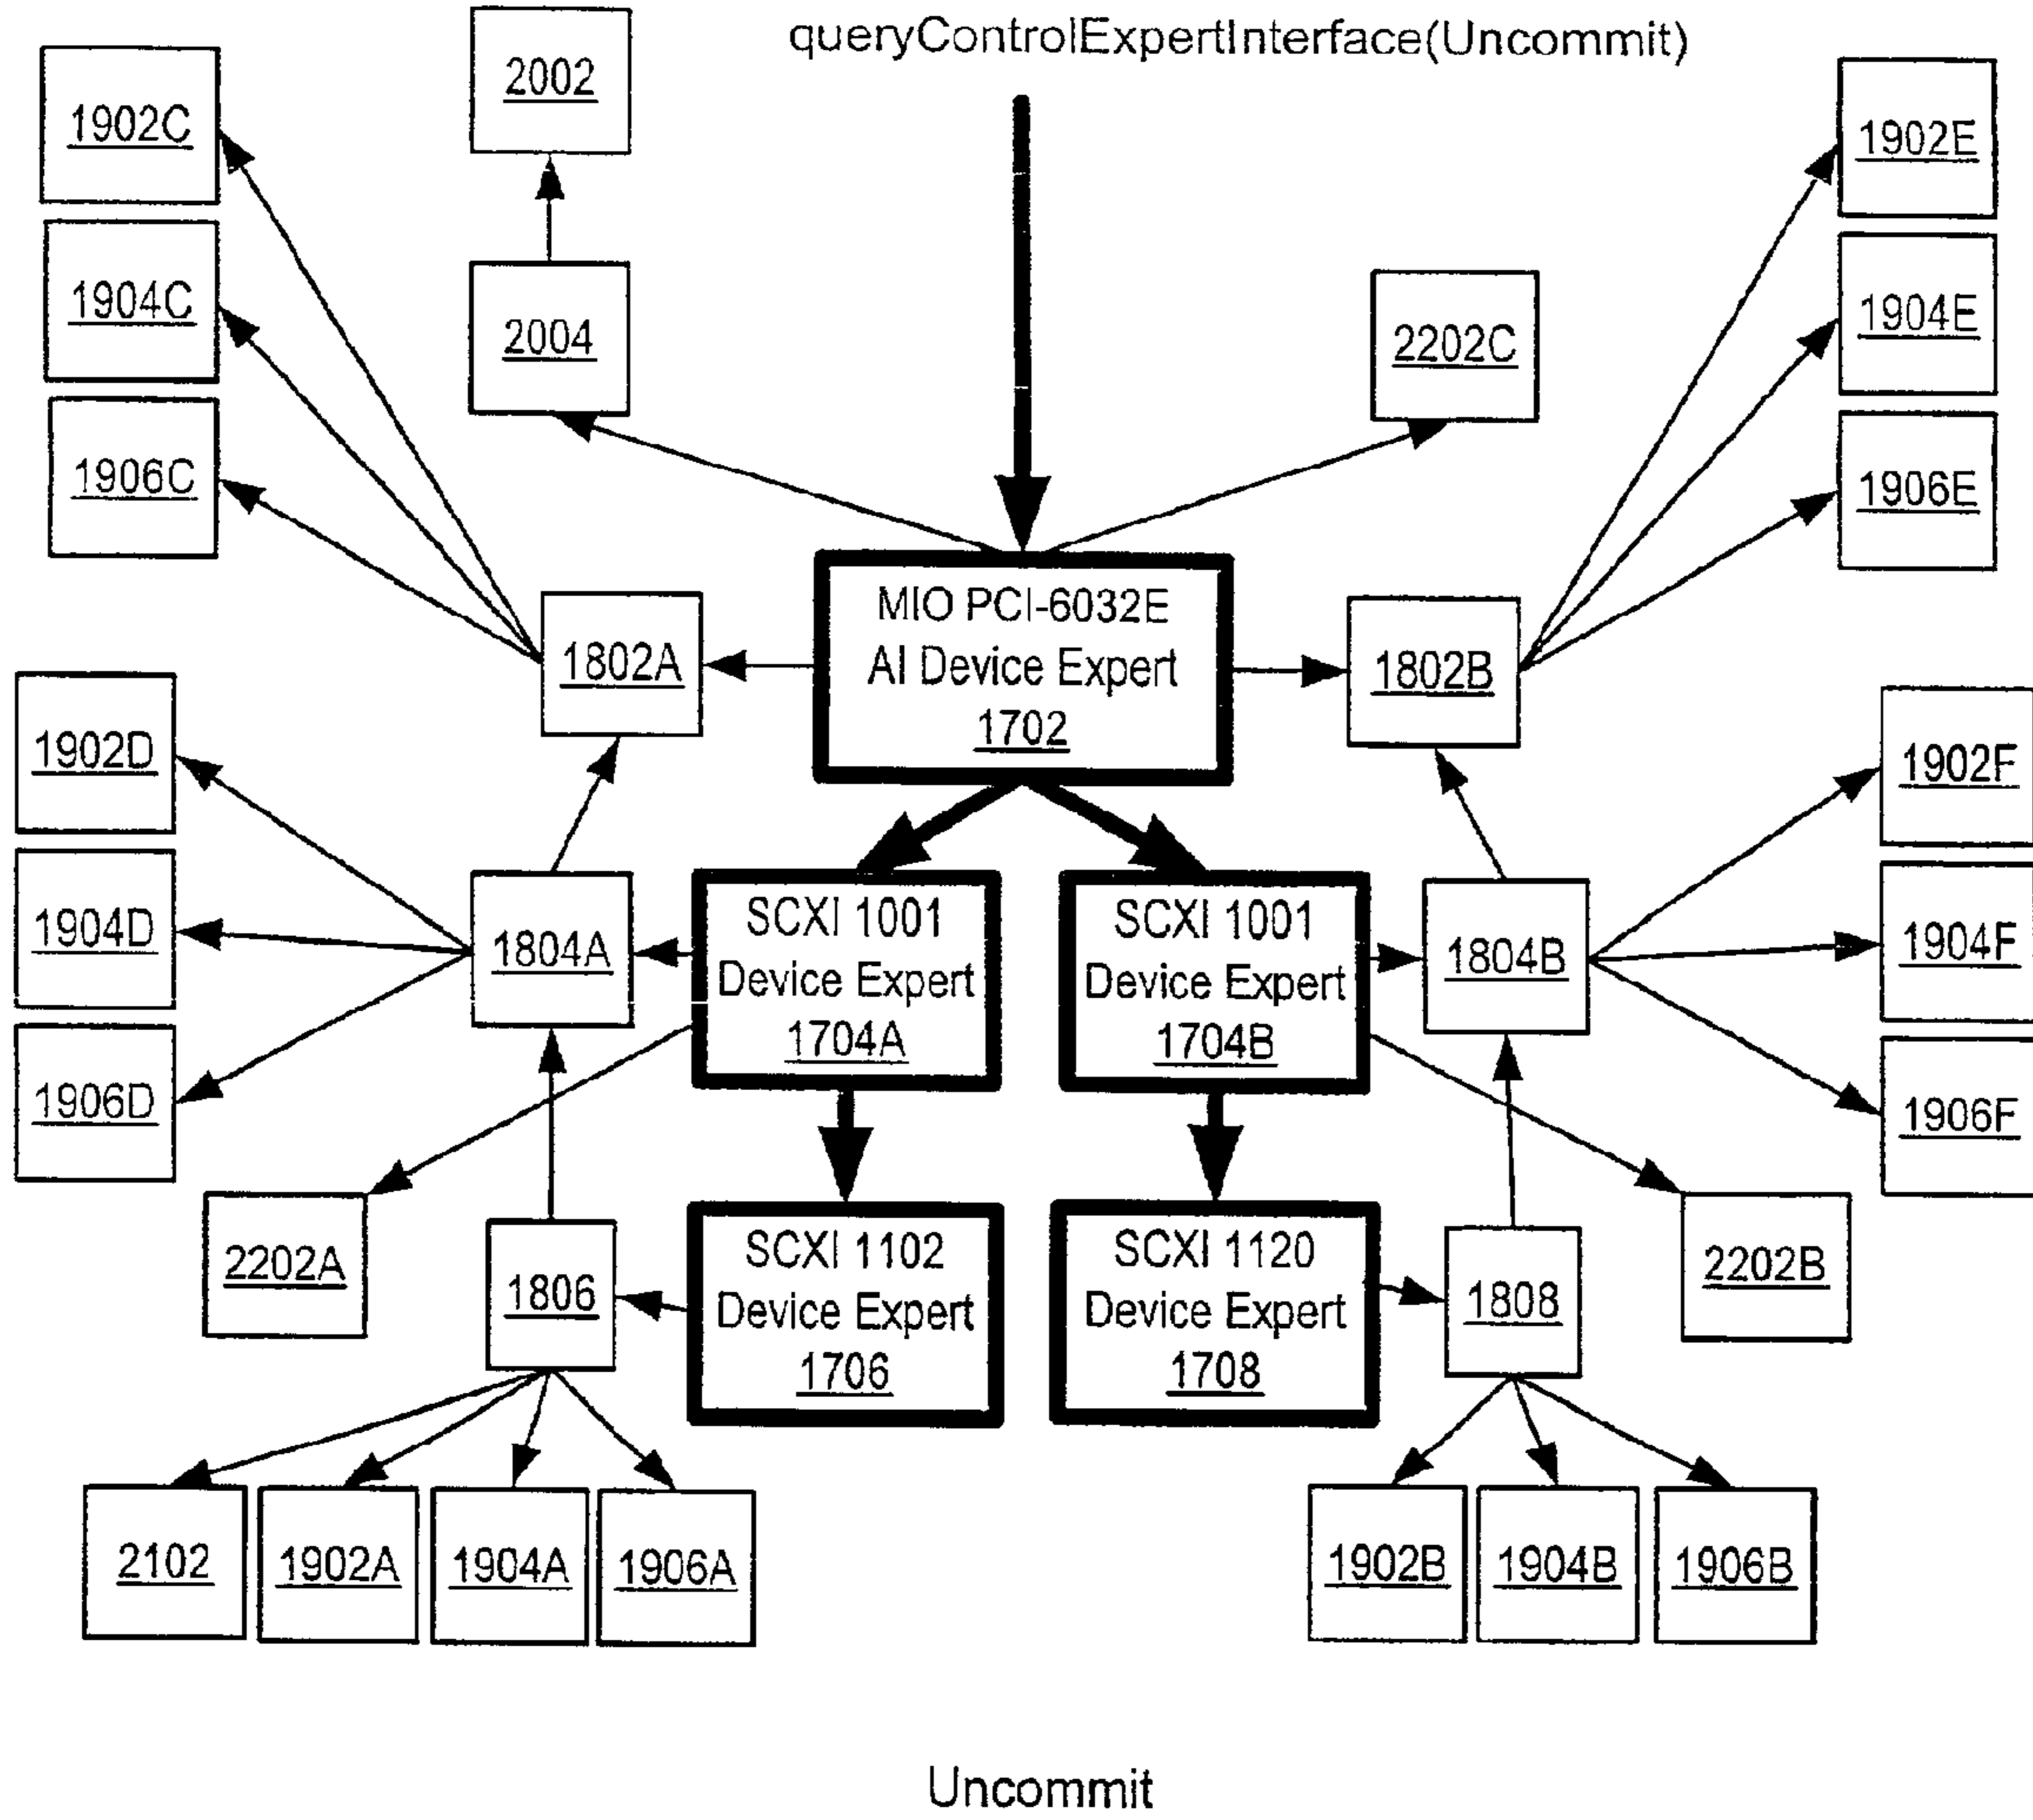 queryControlExpertInterface(Uncommit)
2002
1902C
1902E
1904C
2004
2202C
1904E
1906C
1906E
MIO PCI-6032E
AI Device Expert
1702
1802A
1802B
1902D
1902F
1904D
1804A
SCXI 1001
Device Expert
1704A
SCXI 1001
Device Expert
1704B
1804B
1904F
1906D
1906F
2202A
1806
SCXI 1102
Device Expert
1706
SCXI 1120
Device Expert
1708
1808
2202B
2102
1902A
1904A
1906A
1902B
1904B
1906B
Uncommit